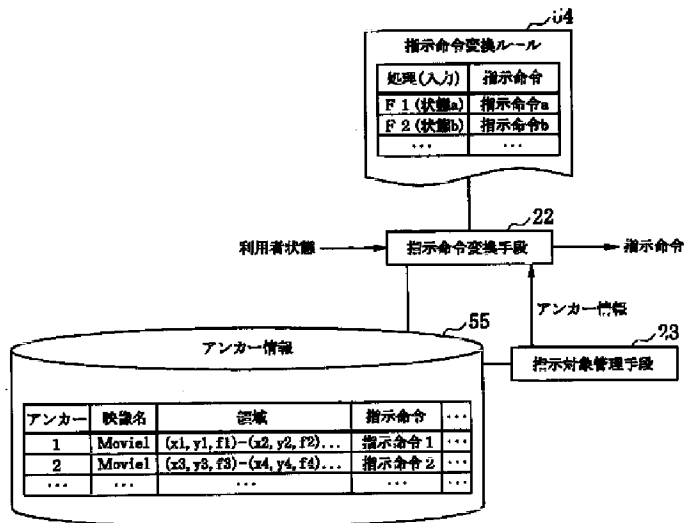 54
指示命令変換ルール
処理(入力) 指示命令
F1(状態a) 指示命令a
F2(状態b) 指示命令b
... ...
22
利用者状態 指示命令変換手段 指示命令
アンカー情報
55
23
アンカー情報
指示対象管理手段
アンカー 映像名 領域 指示命令 ...
1 Movie1 (x1,y1,f1)-(x2,y2,f2)... 指示命令1 ...
2 Movie1 (x3,y3,f3)-(x4,y4,f4)... 指示命令2 ...
... ... ... ... ...